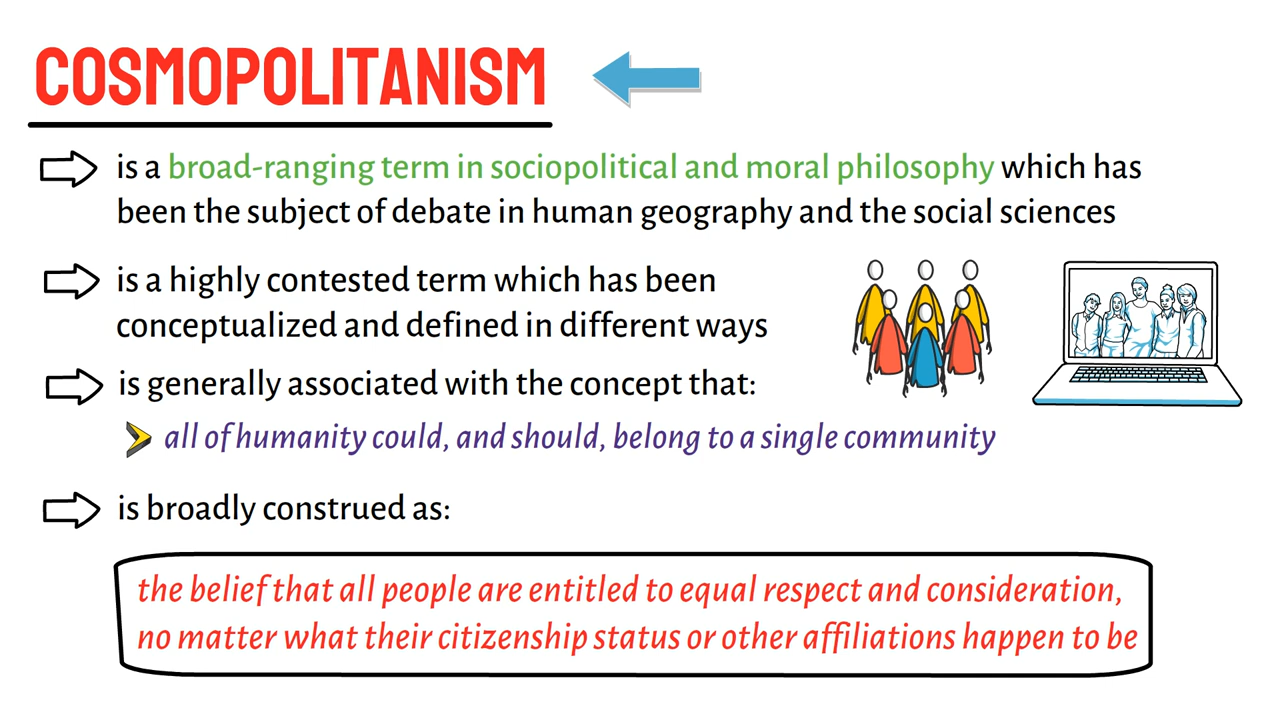 COSMOPOLITANISM
is a broad-ranging term in sociopolitical and moral philosophy which has
been the subject of debate in human geography and the social sciences
is a highly contested term which has been
conceptualized and defined in different ways
is generally associated with the concept that:
all of humanity could, and should, belong to a single community
is broadly construed as:
the belief that all people are entitled to equal respect and consideration,
no matter what their citizenship status or other affiliations happen to be